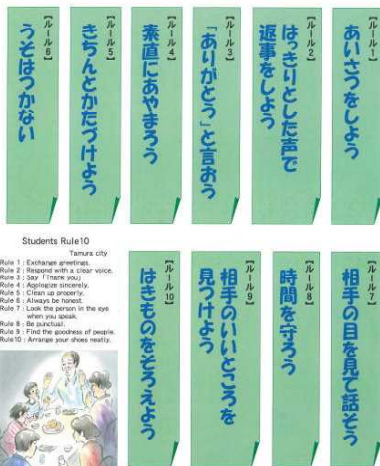 【ルール1】
あいさつをしよう
【ルール2】
はっきりとした声で
返事をしよう
【ルール3】
「ありがとう」と言おう
【ルール4】
素直にあやまろう
【ルール5】
きちんとかたづけよう
【ルール6】
うそはつかない
【ルール7】
相手の目を見て話そう
【ルール8】
時間を守ろう
【ルール9】
相手のいいところを
見つけよう
【ルール10】
はきものをそろえよう
Students Rule10
Tamura city
Rule 1 : Exchange greetings.
Rule 2 : Respond with a clear voice.
Rule 3 : Say 「Thank you」
Rule 4 : Apologize sincerely.
Rule 5 : Clean up properly.
Rule 6 : Always be honest.
Rule 7 : Look the person in the eye
when you speak.
Rule 8 : Be punctual.
Rule 9 : Find the goodness of people.
Rule10 : Arrange your shoes neatly.